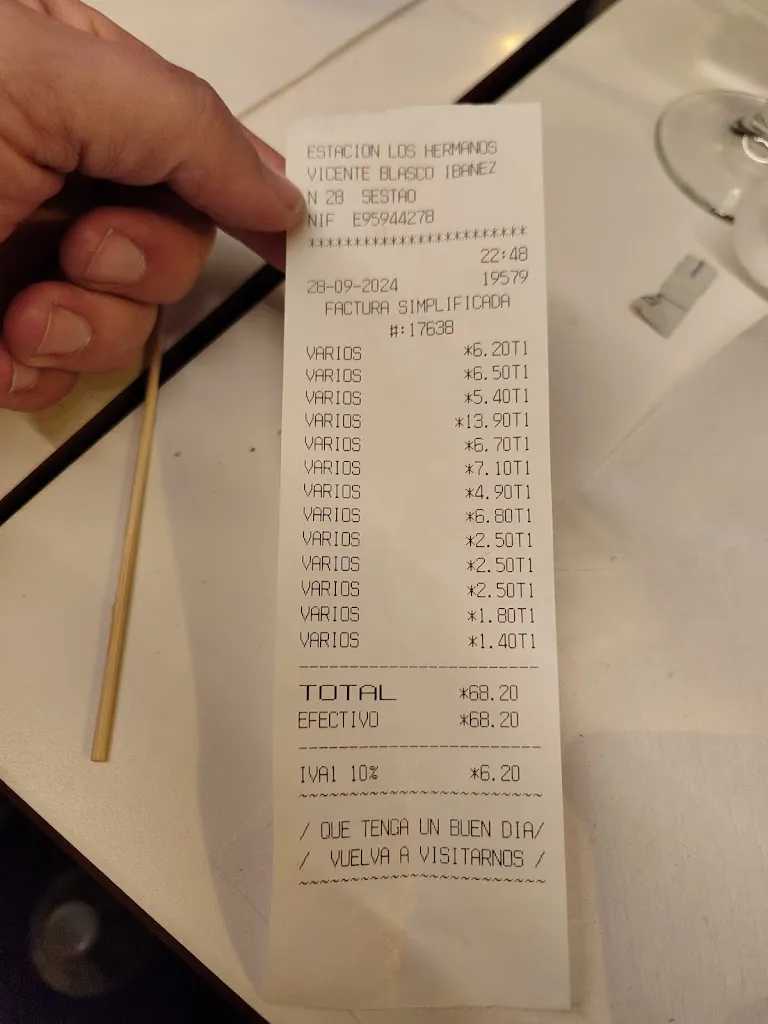 ESTACION LOS HERMANOS
VICENTE BLASCO IBANEZ
N 28 SESTAO
NIF E95944278
************************
22:48
28-09-2024 19579
FACTURA SIMPLIFICADA
#:17638
VARIOS *6.20T1
VARIOS *6.50T1
VARIOS *5.40T1
VARIOS *13.90T1
VARIOS *6.70T1
VARIOS *7.10T1
VARIOS *4.90T1
VARIOS *6.80T1
VARIOS *2.50T1
VARIOS *2.50T1
VARIOS *2.50T1
VARIOS *1.80T1
VARIOS *1.40T1
------------------------
TOTAL *68.20
EFECTIVO *68.20
------------------------
IVA1 10% *6.20
~~~~~~~~~~~~~~~~~~~~~~~~
/ QUE TENGA UN BUEN DIA/
/ VUELVA A VISITARNOS /
~~~~~~~~~~~~~~~~~~~~~~~~